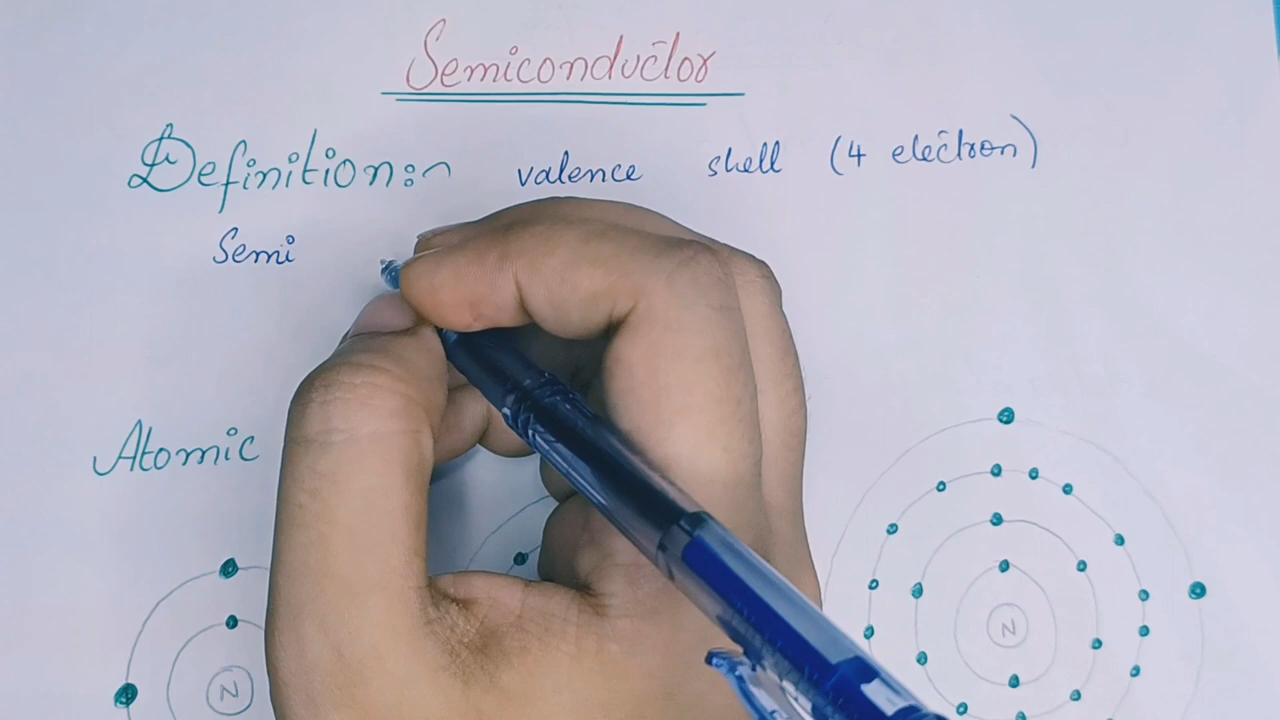 Semiconductor
Definition:~ valence shell (4 electron)
Semi
Atomic
N
N